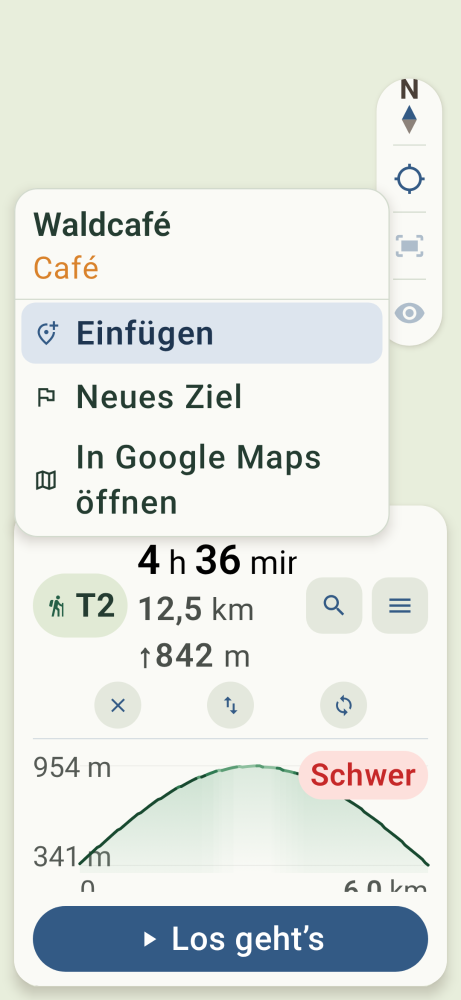 N
Waldcafé
Café
Einfügen
Neues Ziel
In Google Maps
öffnen
4 h 36 mir
T2
12,5 km
↑842 m
954 m
Schwer
341 m
0
6,0 km
Los geht’s